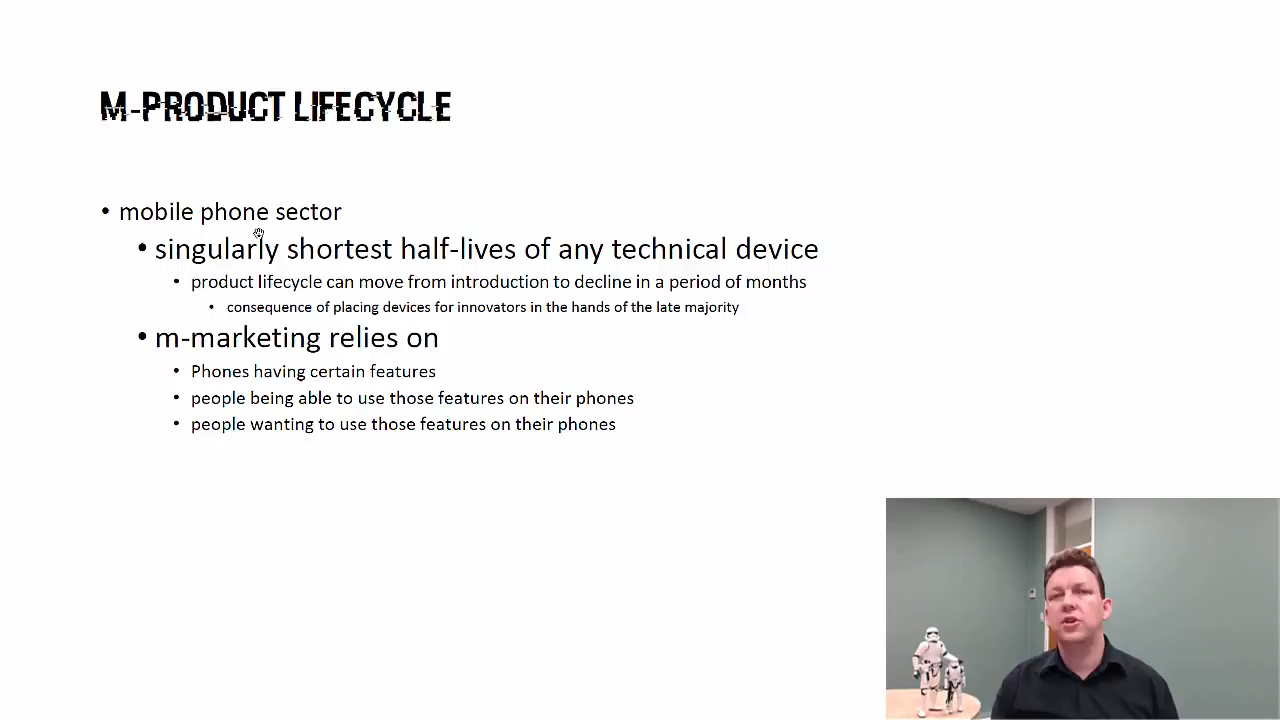 M-PRODUCT LIFECYCLE
• mobile phone sector
• singularly shortest half-lives of any technical device
• product lifecycle can move from introduction to decline in a period of months
• consequence of placing devices for innovators in the hands of the late majority
• m-marketing relies on
• Phones having certain features
• people being able to use those features on their phones
• people wanting to use those features on their phones